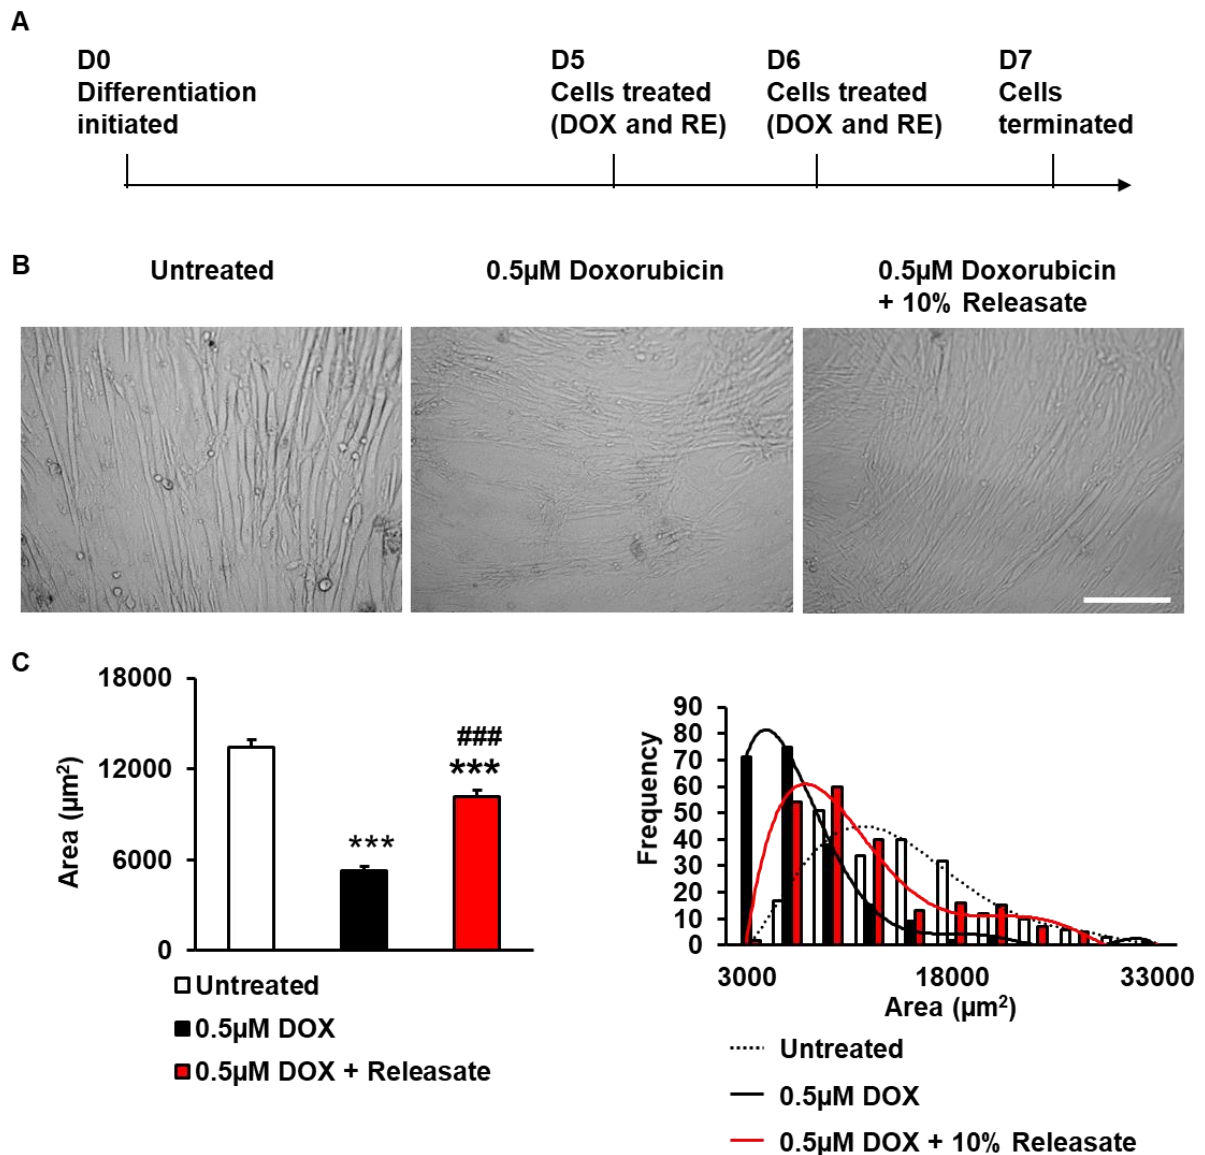 A
D0
Differentiation
initiated
D5
Cells treated
(DOX and RE)
D6
Cells treated
(DOX and RE)
D7
Cells
terminated
B
Untreated
0.5µM Doxorubicin
0.5µM Doxorubicin
+ 10% Releasate
C
18000
12000
6000
0
Area (µm²)
***
###
***
Untreated
0.5µM DOX
0.5µM DOX + Releasate
90
80
70
60
50
40
30
20
10
0
Frequency
3000
18000
33000
Area (µm²)
Untreated
0.5µM DOX
0.5µM DOX + 10% Releasate